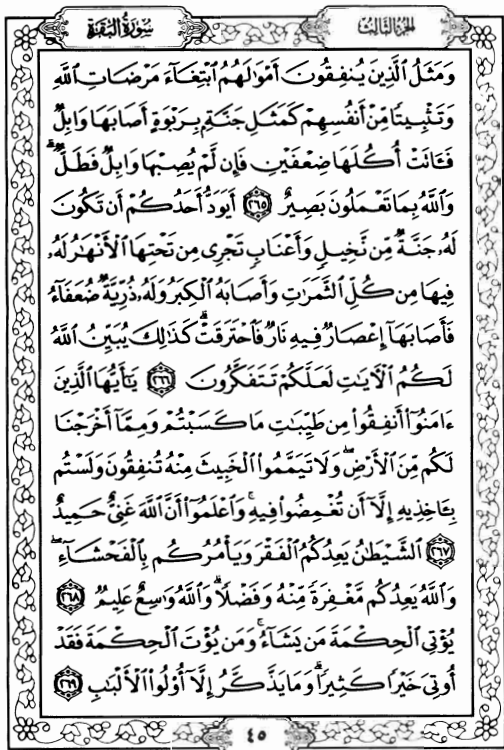 سُورَةُ البَقَرَةِ
الجزء الثالث
وَمَثَلُ ٱلَّذِينَ يُنفِقُونَ أَمْوَٰلَهُمُ ٱبْتِغَآءَ مَرْضَاتِ ٱللَّهِ
وَتَثْبِيتًا مِّنْ أَنفُسِهِمْ كَمَثَلِ جَنَّةٍۭ بِرَبْوَةٍ أَصَابَهَا وَابِلٌ
فَـَٔاتَتْ أُكُلَهَا ضِعْفَيْنِ فَإِن لَّمْ يُصِبْهَا وَابِلٌ فَطَلٌّ ۗ
وَٱللَّهُ بِمَا تَعْمَلُونَ بَصِيرٌ ٢٦٥ أَيَوَدُّ أَحَدُكُمْ أَن تَكُونَ
لَهُۥ جَنَّةٌ مِّن نَّخِيلٍ وَأَعْنَابٍ تَجْرِى مِن تَحْتِهَا ٱلْأَنْهَٰرُ لَهُۥ
فِيهَا مِن كُلِّ ٱلثَّمَرَٰتِ وَأَصَابَهُ ٱلْكِبَرُ وَلَهُۥ ذُرِّيَّةٌ ضُعَفَآءُ
فَأَصَابَهَآ إِعْصَارٌ فِيهِ نَارٌ فَٱحْتَرَقَتْ ۗ كَذَٰلِكَ يُبَيِّنُ ٱللَّهُ
لَكُمُ ٱلْـَٔايَٰتِ لَعَلَّكُمْ تَتَفَكَّرُونَ ٢٦٦ يَٰٓأَيُّهَا ٱلَّذِينَ
ءَامَنُوٓا۟ أَنفِقُوا۟ مِن طَيِّبَٰتِ مَا كَسَبْتُمْ وَمِمَّآ أَخْرَجْنَا
لَكُم مِّنَ ٱلْأَرْضِ ۖ وَلَا تَيَمَّمُوا۟ ٱلْخَبِيثَ مِنْهُ تُنفِقُونَ وَلَسْتُم
بِـَٔاخِذِيهِ إِلَّآ أَن تُغْمِضُوا۟ فِيهِ ۚ وَٱعْلَمُوٓا۟ أَنَّ ٱللَّهَ غَنِىٌّ حَمِيدٌ
٢٦٧ ٱلشَّيْطَٰنُ يَعِدُكُمُ ٱلْفَقْرَ وَيَأْمُرُكُم بِٱلْفَحْشَآءِ ۖ
وَٱللَّهُ يَعِدُكُم مَّغْفِرَةً مِّنْهُ وَفَضْلًا ۗ وَٱللَّهُ وَٰسِعٌ عَلِيمٌ ٢٦٨
يُؤْتِى ٱلْحِكْمَةَ مَن يَشَآءُ ۚ وَمَن يُؤْتَ ٱلْحِكْمَةَ فَقَدْ
أُوتِىَ خَيْرًا كَثِيرًا ۗ وَمَا يَذَّكَّرُ إِلَّآ أُو۟لُوا۟ ٱلْأَلْبَٰبِ ٢٦٩
٤٥